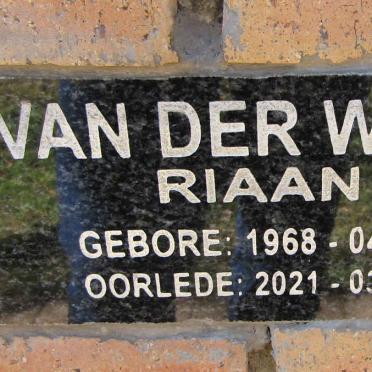 VAN DER W
RIAAN
GEBORE: 1968 - 04
OORLEDE: 2021 - 03